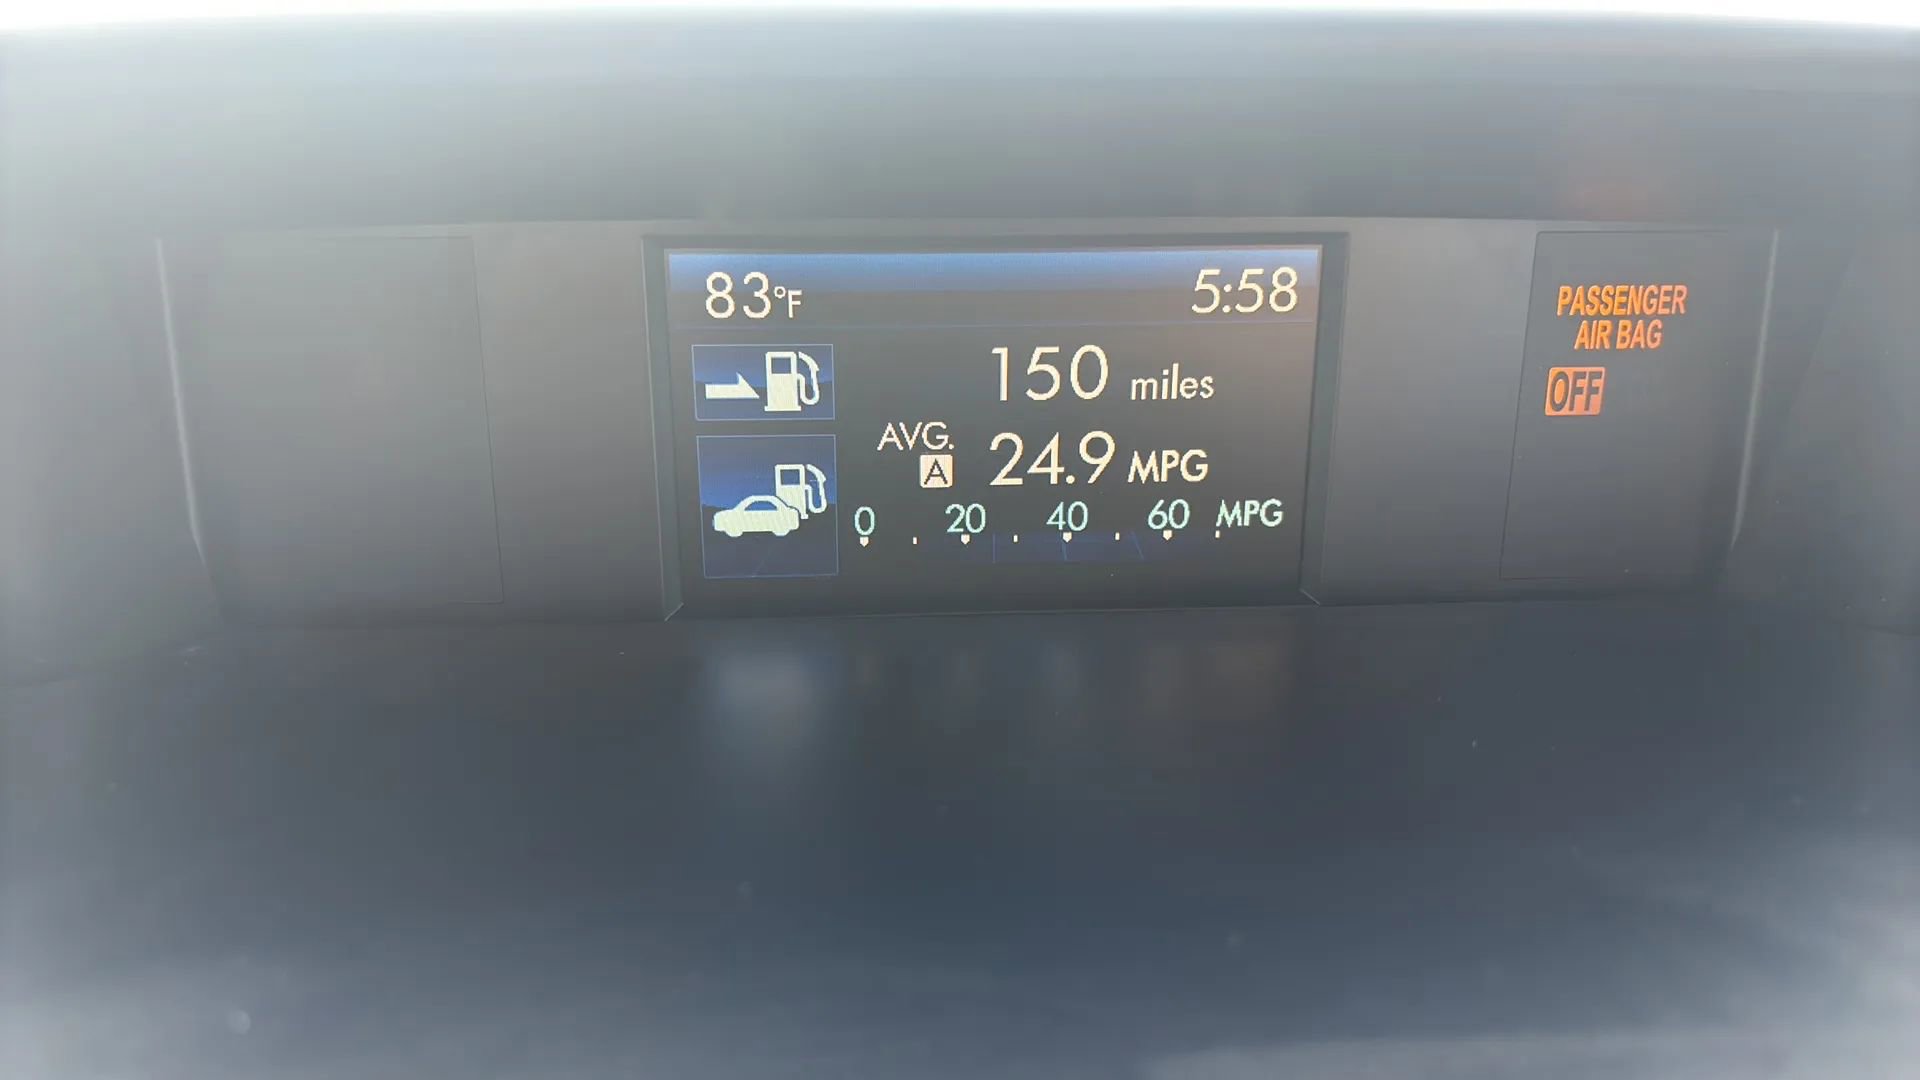 83°F 5:58
150 miles
AVG. A 24.9 MPG
0 20 40 60 MPG
PASSENGER
AIR BAG
OFF